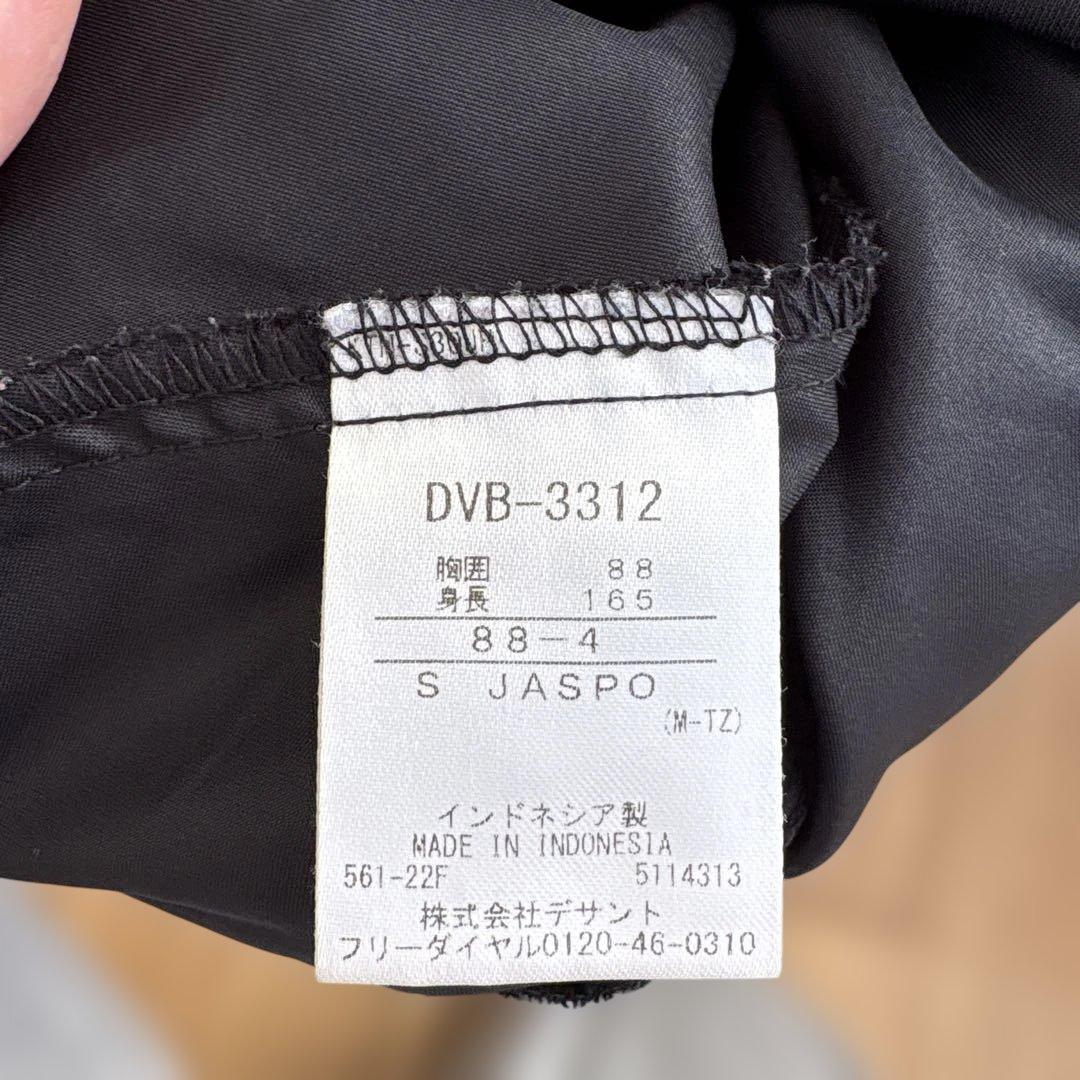 DVB-3312
胸囲 88
身長 165
88-4
S JASPO
(M-TZ)
インドネシア製
MADE IN INDONESIA
561-22F 5114313
株式会社デサント
フリーダイヤル0120-46-0310